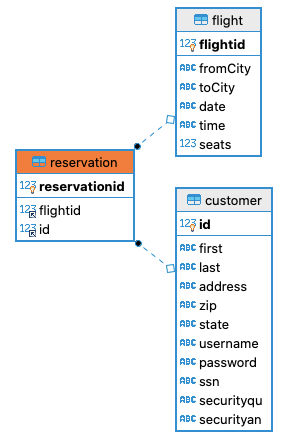 flight
123 flightid
ABC fromCity
ABC toCity
ABC date
ABC time
123 seats
reservation
123 reservationid
123 flightid
123 id
customer
123 id
ABC first
ABC last
ABC address
ABC zip
ABC state
ABC username
ABC password
ABC ssn
ABC securityqu
ABC securityan